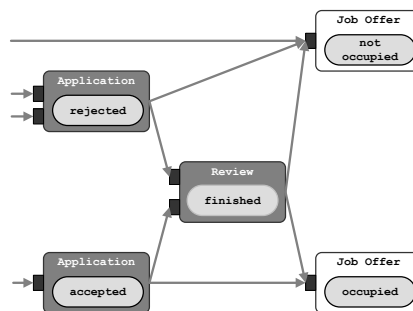 Job Offer
not
occupied
Application
rejected
Review
finished
Application
accepted
Job Offer
occupied